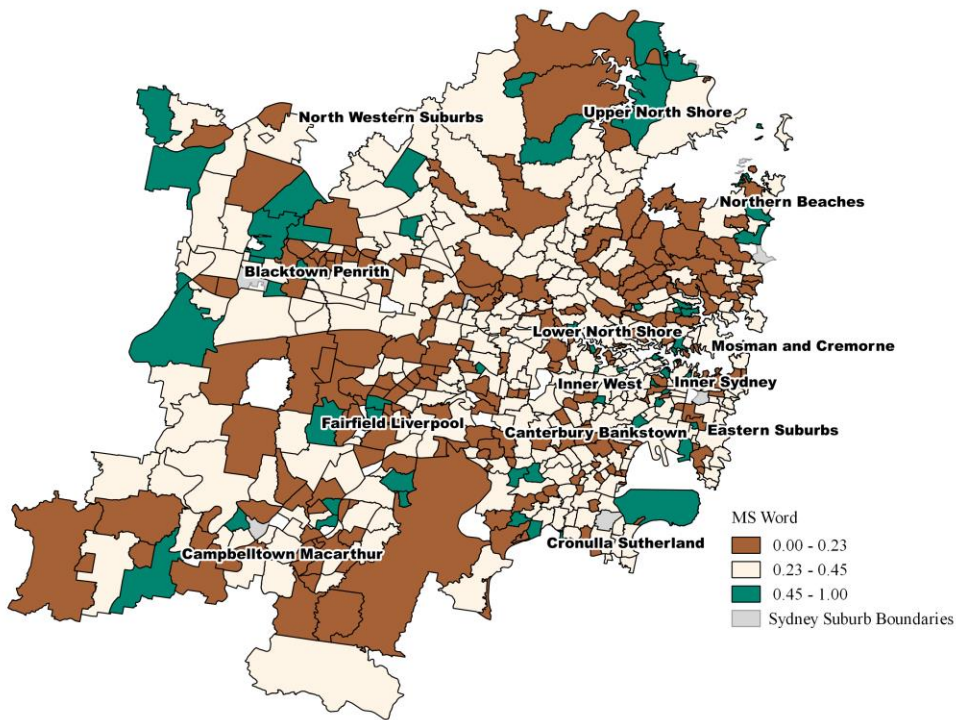 North Western Suburbs
Upper North Shore
Northern Beaches
Blacktown Penrith
Lower North Shore
Mosman and Cremorne
Inner West
Inner Sydney
Fairfield Liverpool
Canterbury Bankstown
Eastern Suburbs
Campbelltown Macarthur
Cronulla Sutherland
MS Word
0.00 - 0.23
0.23 - 0.45
0.45 - 1.00
Sydney Suburb Boundaries